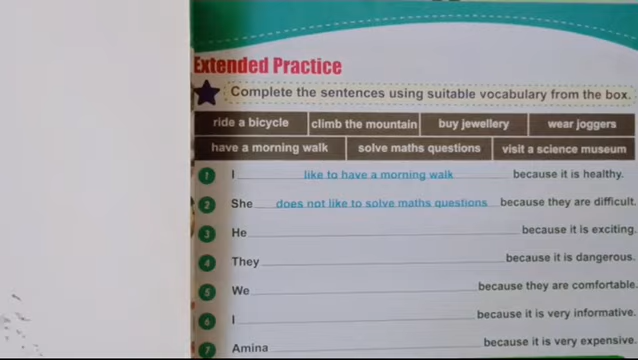 Extended Practice
Complete the sentences using suitable vocabulary from the box.
ride a bicycle climb the mountain buy jewellery wear joggers
have a morning walk solve maths questions visit a science museum
1 I like to have a morning walk because it is healthy.
2 She does not like to solve maths questions because they are difficult.
3 He because it is exciting.
4 They because it is dangerous.
5 We because they are comfortable.
6 I because it is very informative.
7 Amina because it is very expensive.